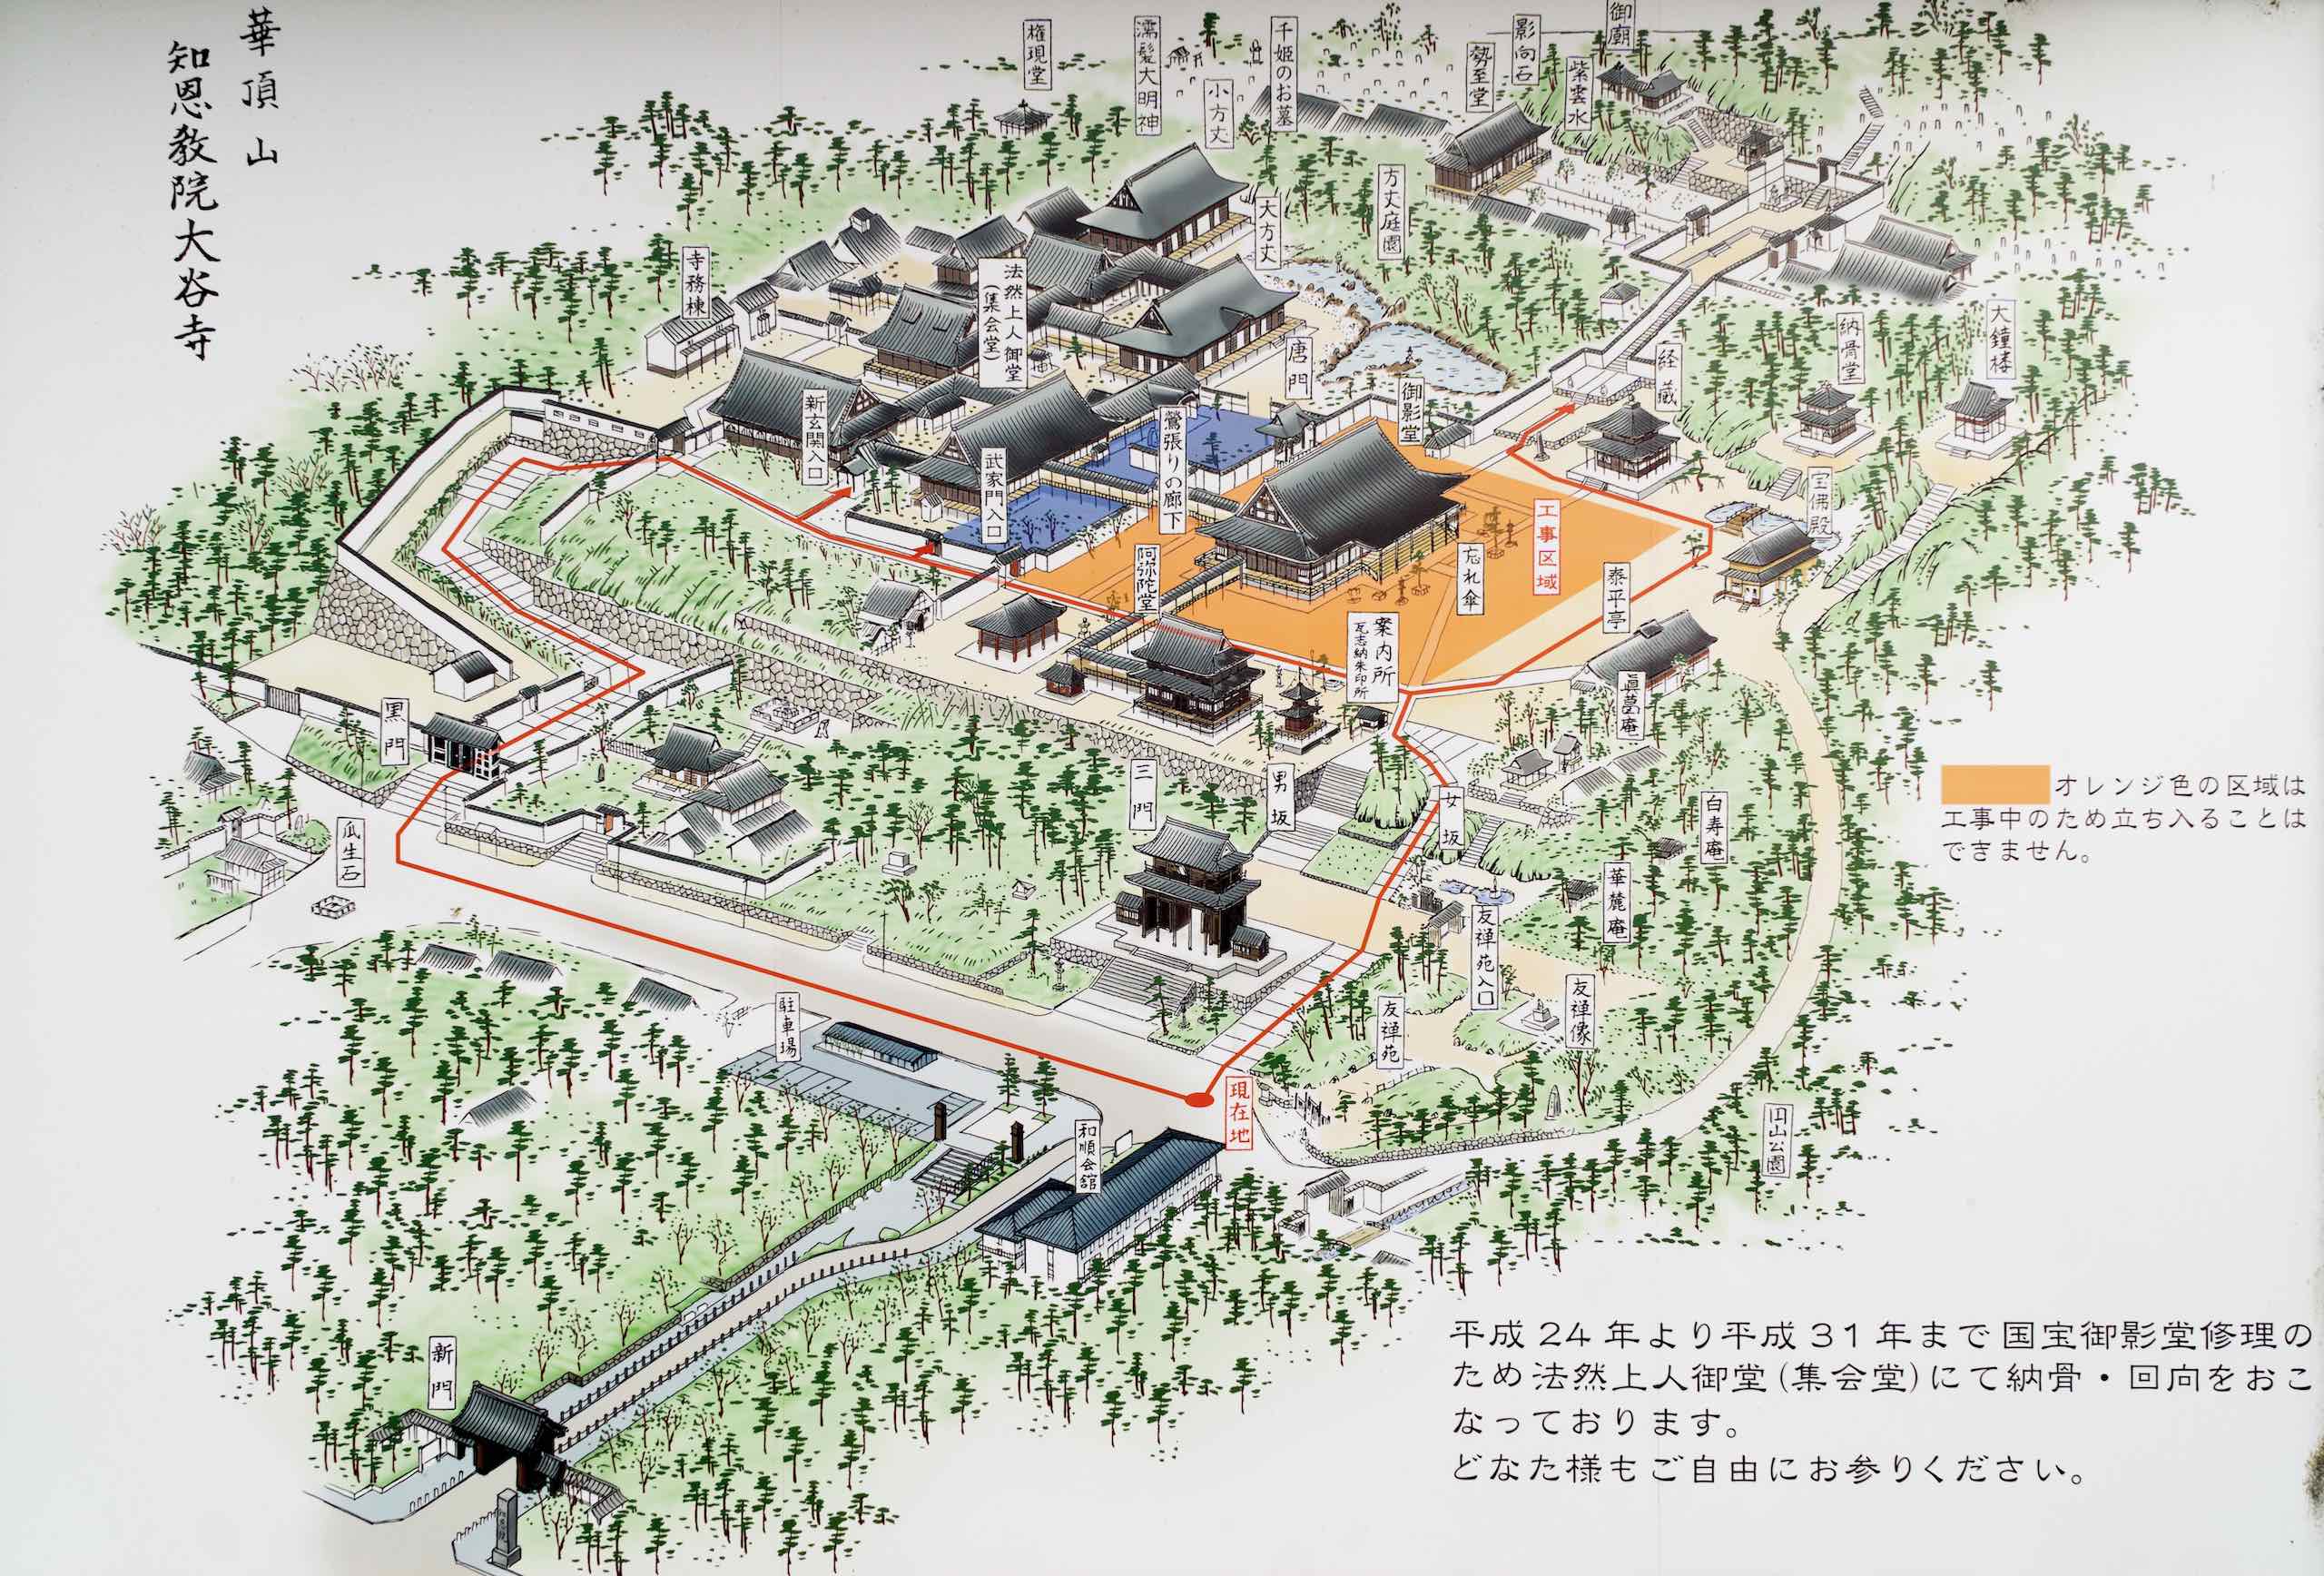 華頂山
知恩教院大谷寺
権現堂
濡髪大明神
小方丈
千姫のお墓
勢至堂
影向石
紫雲水
御廟
方丈庭園
大方丈
寺務棟
法然上人御堂
(集会堂)
唐門
御影堂
経蔵
納骨堂
大鐘楼
新玄関入口
武家門入口
鶯張りの廊下
宝佛殿
工事区域
忘れ傘
阿弥陀堂
泰平亭
案内所
瓦志納朱印所
眞葛庵
黒門
三門
男坂
女坂
白寿庵
瓜生石
華麓庵
友禅苑入口
友禅像
友禅苑
駐車場
現在地
和順会館
円山公園
新門
オレンジ色の区域は
工事中のため立ち入ることは
できません。
平成24年より平成31年まで国宝御影堂修理の
ため法然上人御堂(集会堂)にて納骨・回向をおこ
なっております。
どなた様もご自由にお参りください。